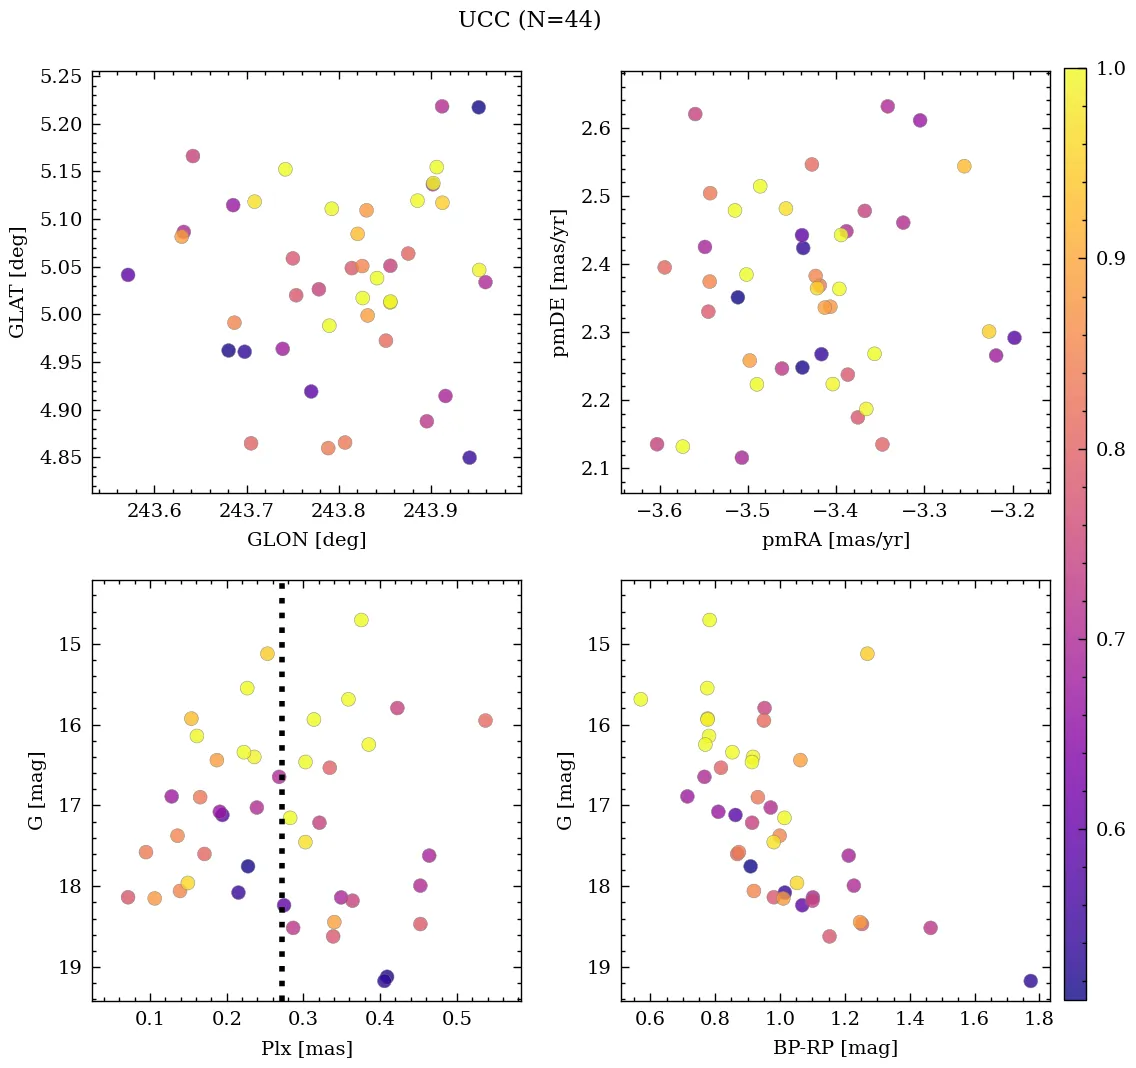 UCC (N=44)
5.25
5.20
5.15
5.10
5.05
5.00
4.95
4.90
4.85
GLAT [deg]
243.6 243.7 243.8 243.9
GLON [deg]
2.6
2.5
2.4
2.3
2.2
2.1
pmDE [mas/yr]
−3.6 −3.5 −3.4 −3.3 −3.2
pmRA [mas/yr]
1.0
0.9
0.8
0.7
0.6
15
16
17
18
19
G [mag]
0.1 0.2 0.3 0.4 0.5
Plx [mas]
15
16
17
18
19
G [mag]
0.6 0.8 1.0 1.2 1.4 1.6 1.8
BP-RP [mag]